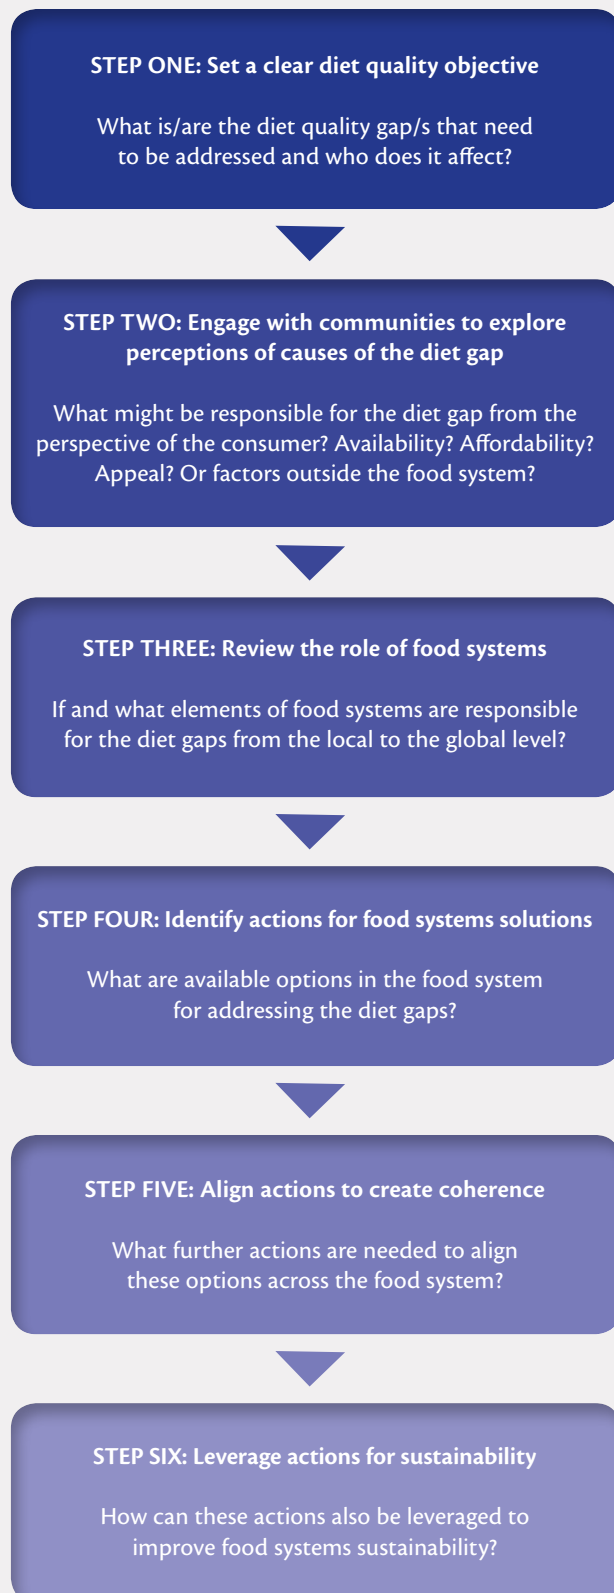 STEP ONE: Set a clear diet quality objective
What is/are the diet quality gap/s that need
to be addressed and who does it affect?
STEP TWO: Engage with communities to explore
perceptions of causes of the diet gap
What might be responsible for the diet gap from the
perspective of the consumer? Availability? Affordability?
Appeal? Or factors outside the food system?
STEP THREE: Review the role of food systems
If and what elements of food systems are responsible
for the diet gaps from the local to the global level?
STEP FOUR: Identify actions for food systems solutions
What are available options in the food system
for addressing the diet gaps?
STEP FIVE: Align actions to create coherence
What further actions are needed to align
these options across the food system?
STEP SIX: Leverage actions for sustainability
How can these actions also be leveraged to
improve food systems sustainability?